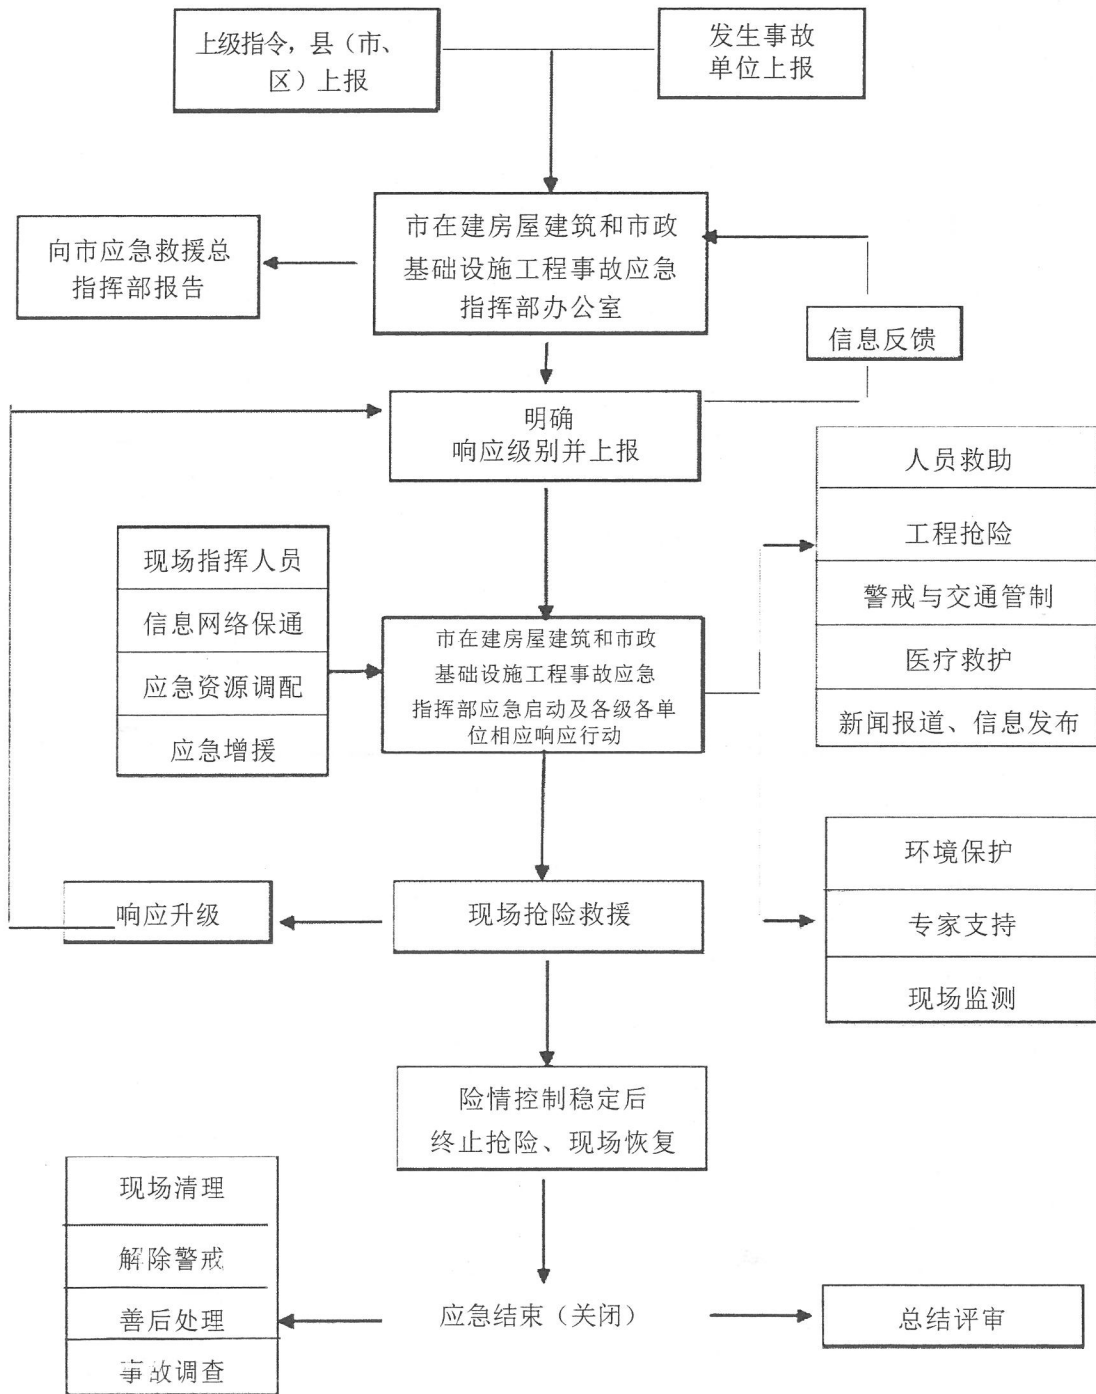 上级指令，县（市、
区）上报
发生事故
单位上报
市在建房屋建筑和市政
基础设施工程事故应急
指挥部办公室
向市应急救援总
指挥部报告
信息反馈
明确
响应级别并上报
人员救助
工程抢险
警戒与交通管制
医疗救护
新闻报道、信息发布
现场指挥人员
信息网络保通
应急资源调配
应急增援
市在建房屋建筑和市政
基础设施工程事故应急
指挥部应急启动及各级各单
位相应响应行动
环境保护
专家支持
现场监测
响应升级
现场抢险救援
险情控制稳定后
终止抢险、现场恢复
现场清理
解除警戒
善后处理
事故调查
应急结束（关闭）
总结评审